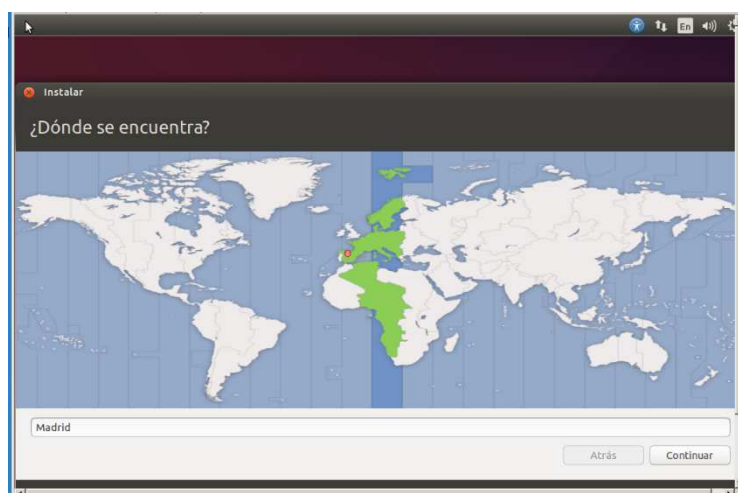 En
Instalar
¿Dónde se encuentra?
Madrid
Atrás
Continuar